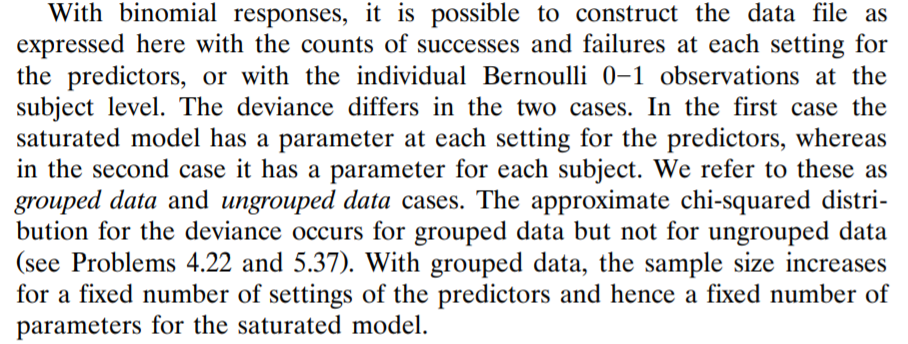 With binomial responses, it is possible to construct the data file as
expressed here with the counts of successes and failures at each setting for
the predictors, or with the individual Bernoulli 0–1 observations at the
subject level. The deviance differs in the two cases. In the first case the
saturated model has a parameter at each setting for the predictors, whereas
in the second case it has a parameter for each subject. We refer to these as
grouped data and ungrouped data cases. The approximate chi-squared distri-
bution for the deviance occurs for grouped data but not for ungrouped data
(see Problems 4.22 and 5.37). With grouped data, the sample size increases
for a fixed number of settings of the predictors and hence a fixed number of
parameters for the saturated model.